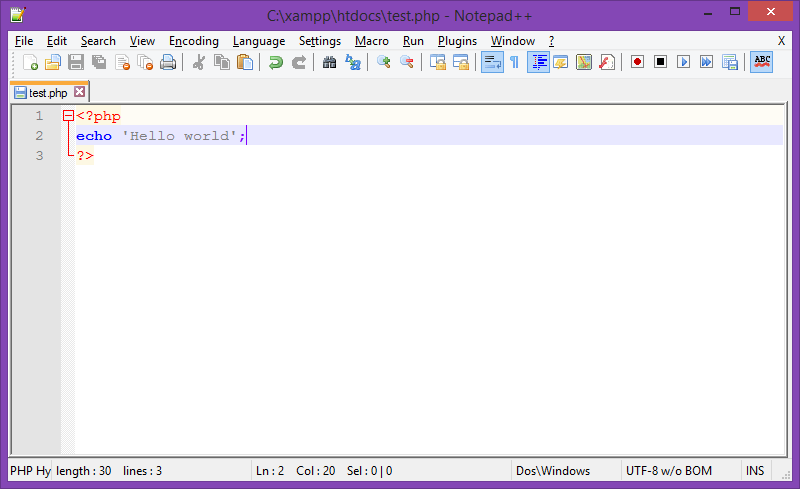 C:\xampp\htdocs\test.php - Notepad++
File Edit Search View Encoding Language Settings Macro Run Plugins Window ? X
ABC
test.php
1 <?php
2 echo 'Hello world';
3 ?>
PHP Hy length : 30 lines : 3 Ln : 2 Col : 20 Sel : 0 | 0 Dos\Windows UTF-8 w/o BOM INS